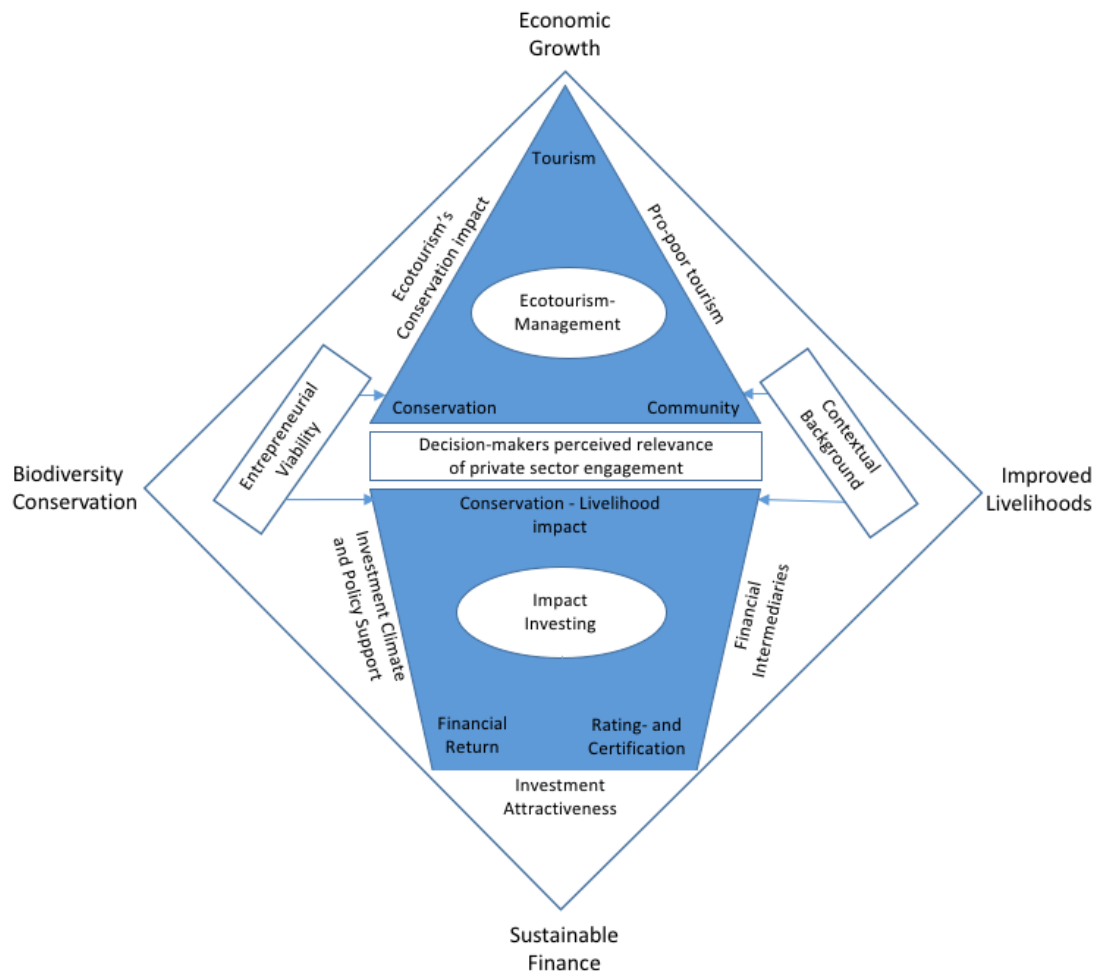 Economic
Growth
Tourism
Ecotourism's
Conservation impact
Pro-poor tourism
Ecotourism-
Management
Conservation
Community
Entrepreneurial
Viability
Contextual
Background
Decision-makers perceived relevance
of private sector engagement
Biodiversity
Conservation
Improved
Livelihoods
Conservation - Livelihood
impact
Investment Climate
and Policy Support
Impact
Investing
Financial
Intermediaries
Financial
Return
Rating- and
Certification
Investment
Attractiveness
Sustainable
Finance